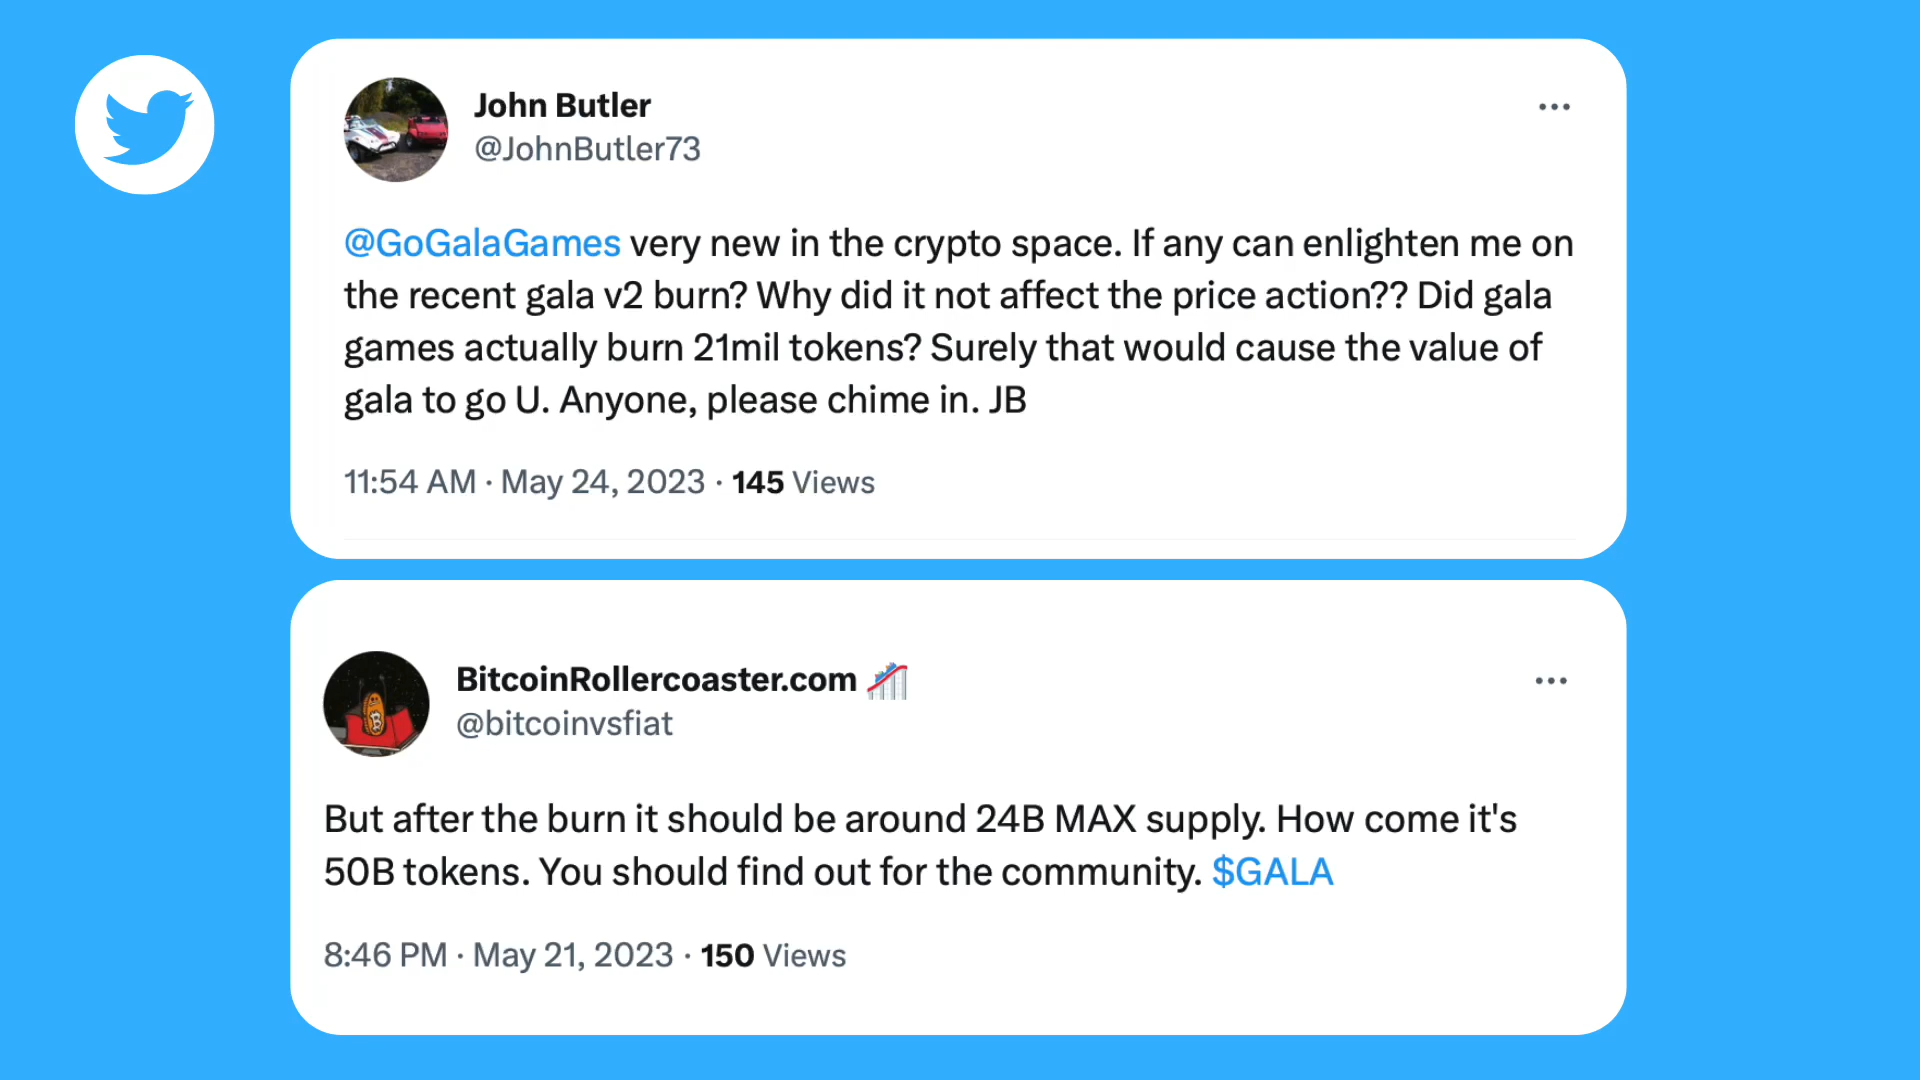 John Butler
@JohnButler73
@GoGalaGames very new in the crypto space. If any can enlighten me on
the recent gala v2 burn? Why did it not affect the price action?? Did gala
games actually burn 21mil tokens? Surely that would cause the value of
gala to go U. Anyone, please chime in. JB
11:54 AM · May 24, 2023 · 145 Views
BitcoinRollercoaster.com 🎢
@bitcoinvsfiat
But after the burn it should be around 24B MAX supply. How come it's
50B tokens. You should find out for the community. $GALA
8:46 PM · May 21, 2023 · 150 Views